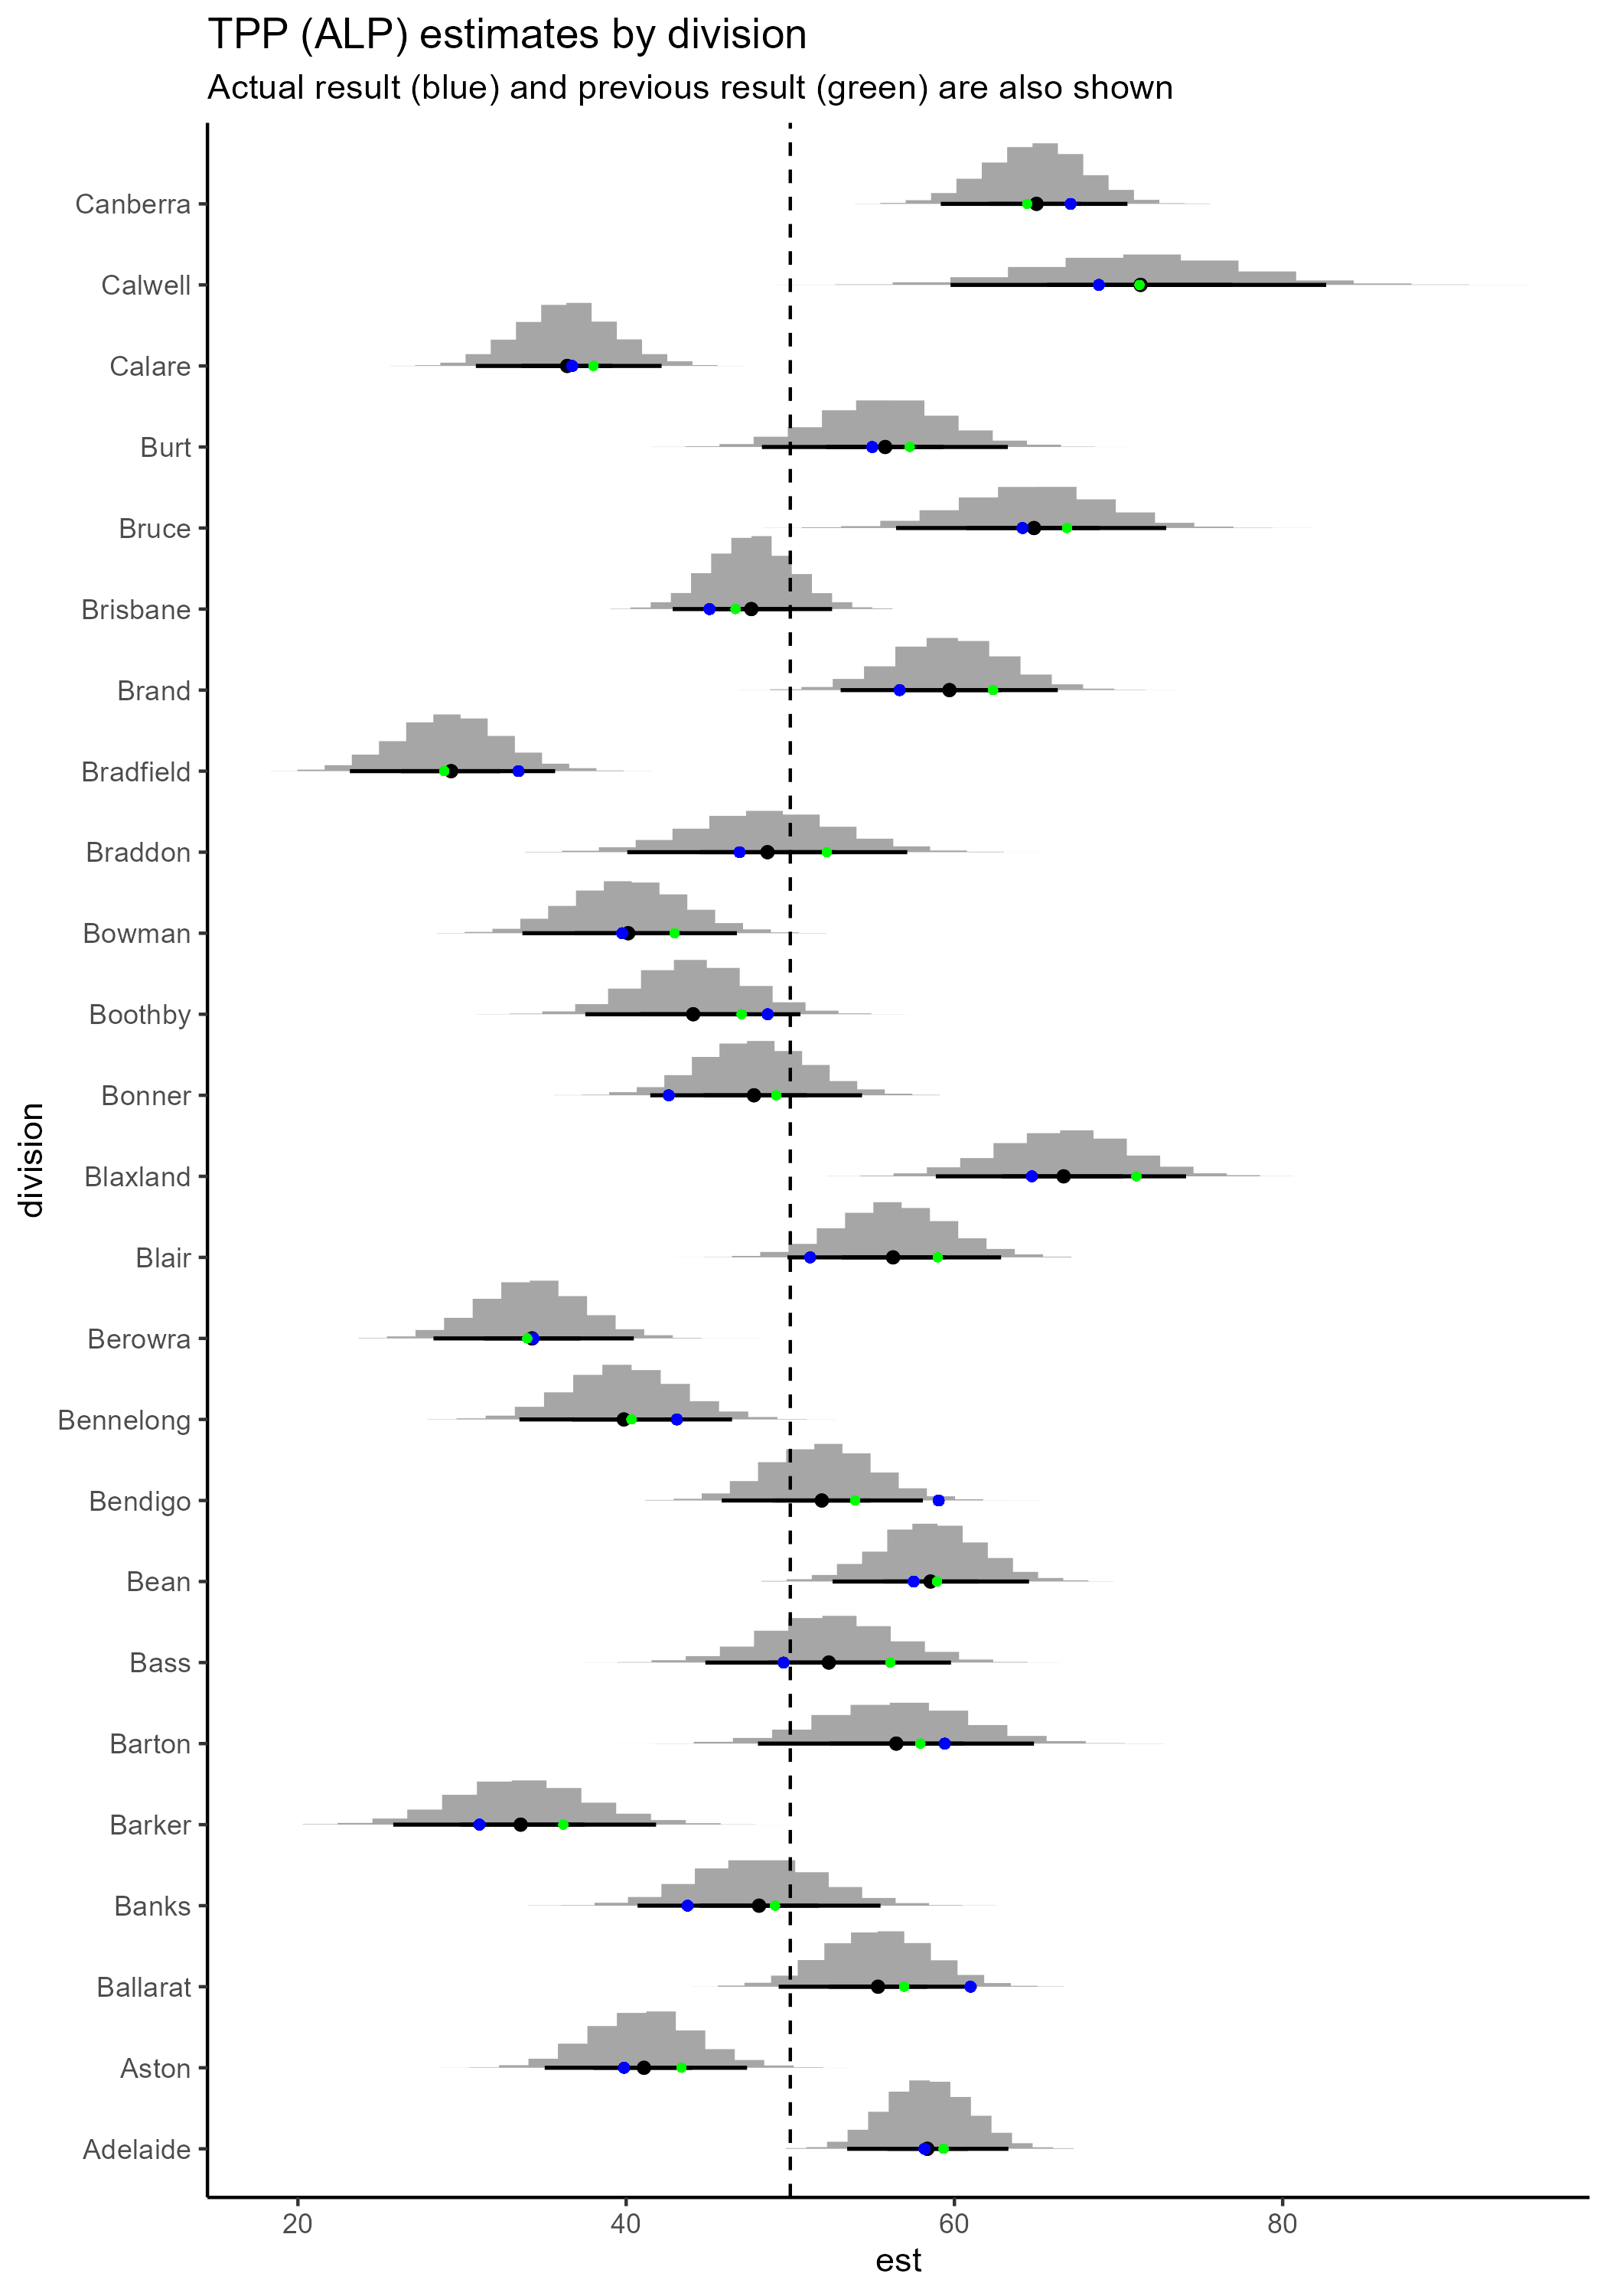 TPP (ALP) estimates by division
Actual result (blue) and previous result (green) are also shown
Canberra
Calwell
Calare
Burt
Bruce
Brisbane
Brand
Bradfield
Braddon
Bowman
Boothby
Bonner
Blaxland
Blair
Berowra
Bennelong
Bendigo
Bean
Bass
Barton
Barker
Banks
Ballarat
Aston
Adelaide
division
20 40 60 80
est